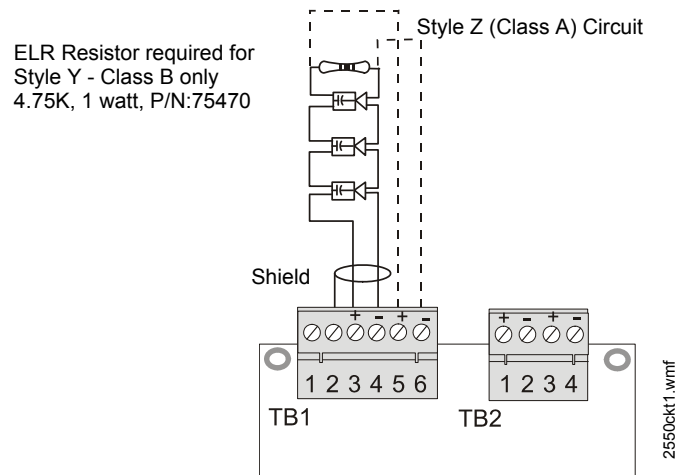 Style Z (Class A) Circuit
ELR Resistor required for
Style Y - Class B only
4.75K, 1 watt, P/N:75470
Shield
+ - + -
+ - + -
1 2 3 4 5 6
1 2 3 4
TB1
TB2
2550ckt1.wmf